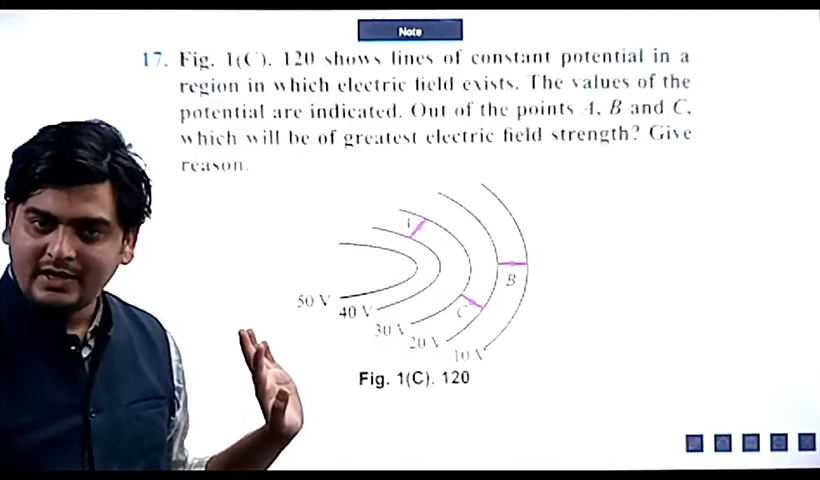 Note
17. Fig. 1(C). 120 shows lines of constant potential in a
region in which electric field exists. The values of the
potential are indicated. Out of the points A, B and C,
which will be of greatest electric field strength? Give
reason.
A
B
C
50 V
40 V
30 V
20 V
10 V
Fig. 1(C). 120